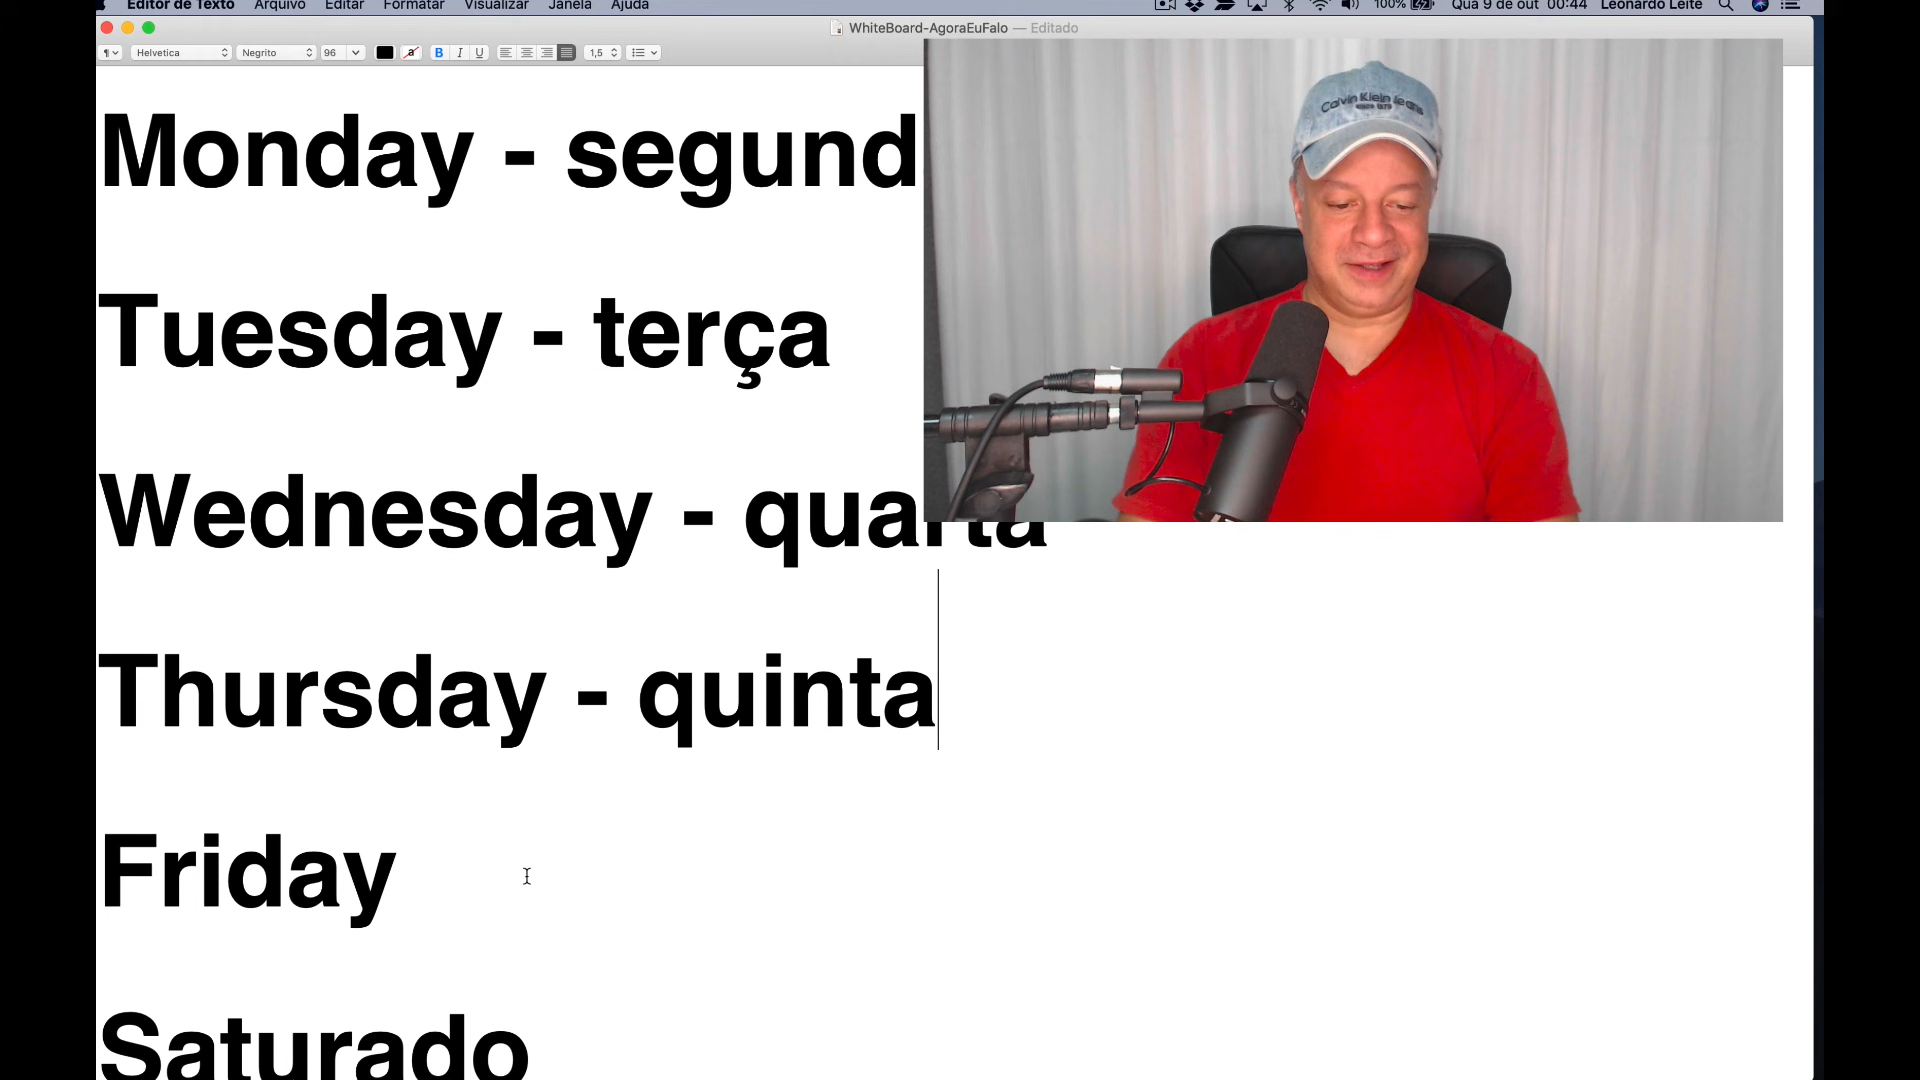 Editor de Texto Arquivo Editar Formatar Visualizar Janela Ajuda 100% Qua 9 de out 00:44 Leonardo Leite
WhiteBoard-AgoraEuFalo — Editado
Helvetica Negrito 96 a B I U 1,5
Calvin Klein Jeans
Monday - segund
Tuesday - terça
Wednesday - quarta
Thursday - quinta
Friday
Saturado